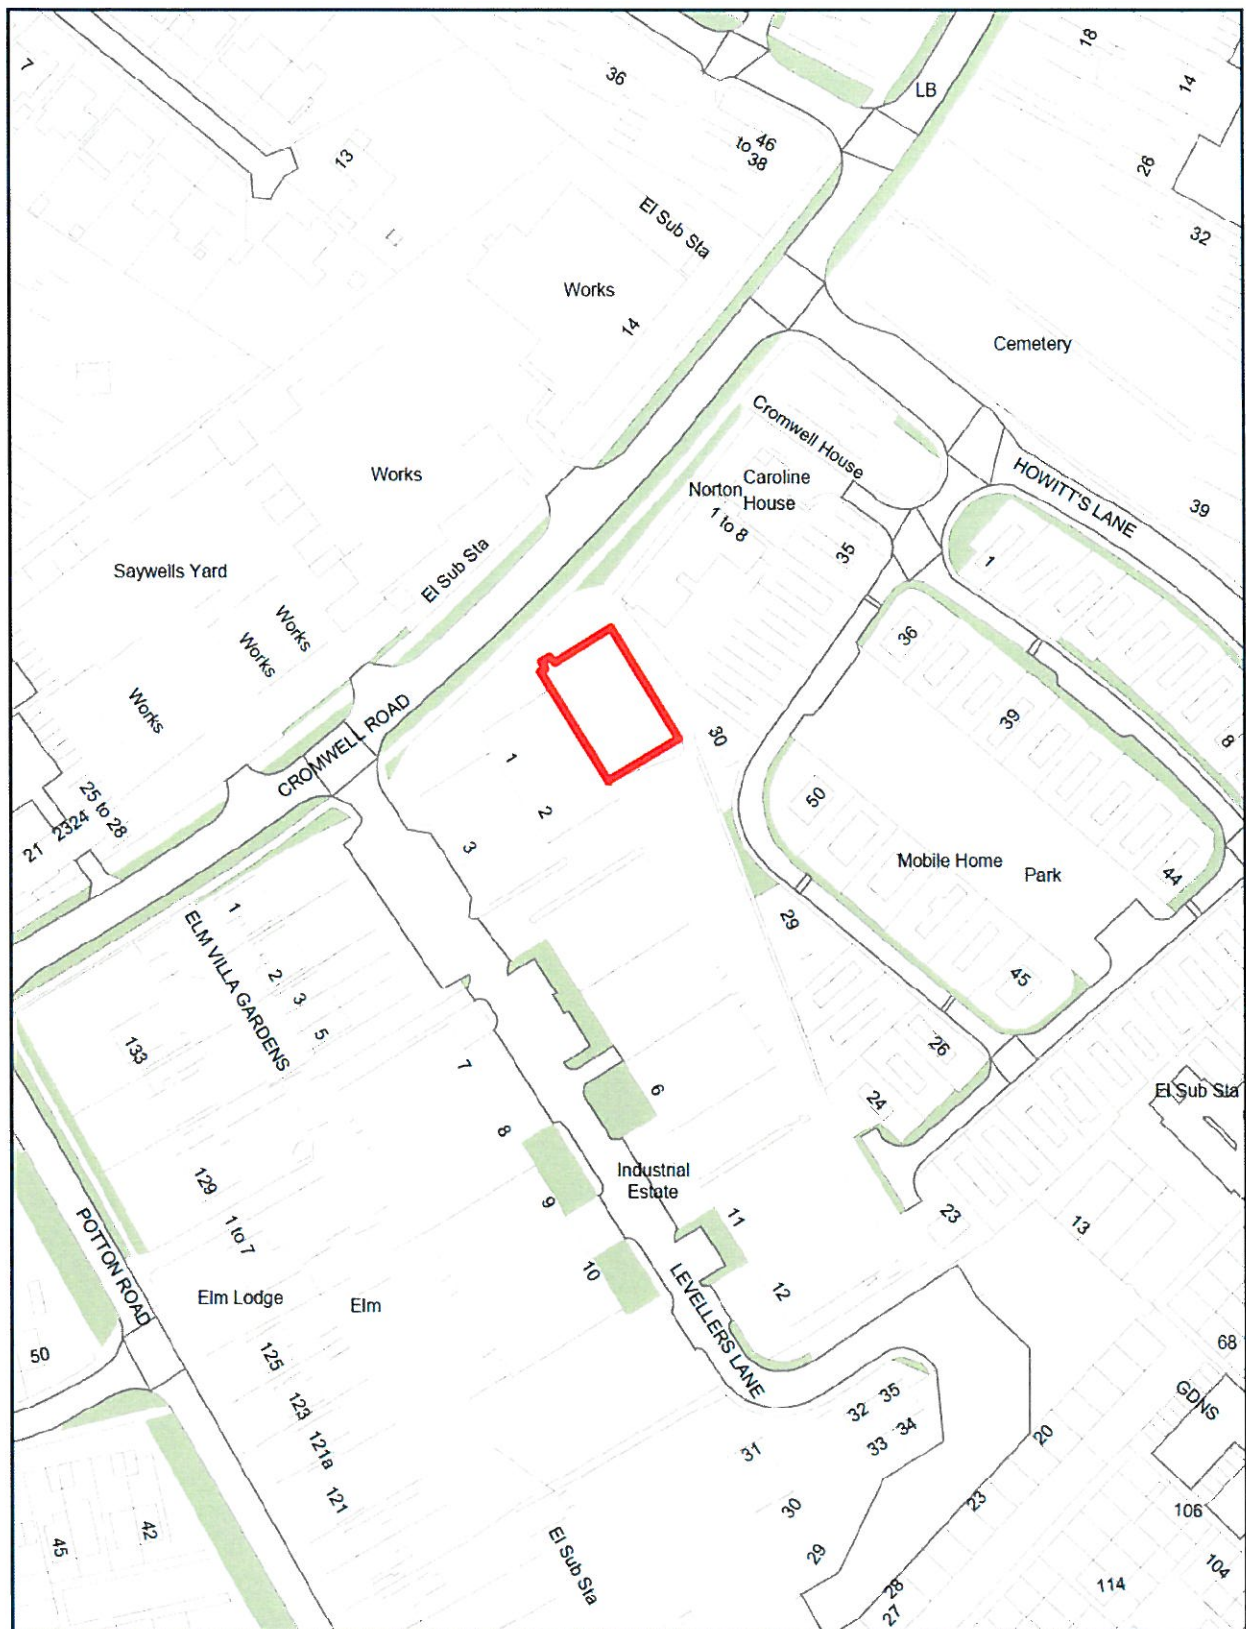 7
36
18
LB
14
46
to 38
13
26
El Sub Sta
32
Works
14
Cemetery
Cromwell House
Works
Norton
Caroline
House
HOWITT'S LANE
39
1 to 8
35
El Sub Sta
1
Saywells Yard
Works
Works
36
Works
CROMWELL ROAD
39
30
8
1
50
25 to 28
2
21
2324
3
Mobile Home
Park
44
1
29
ELM VILLA GARDENS
2
3
5
45
133
7
26
6
24
El Sub Sta
8
Industrial
Estate
129
9
11
23
13
1 to 7
POTTON ROAD
10
12
Elm Lodge
Elm
LEVELLERS LANE
50
125
68
GDNS
123
32
35
33
34
121a
31
20
121
30
23
106
42
45
El Sub Sta
29
28
27
114
104